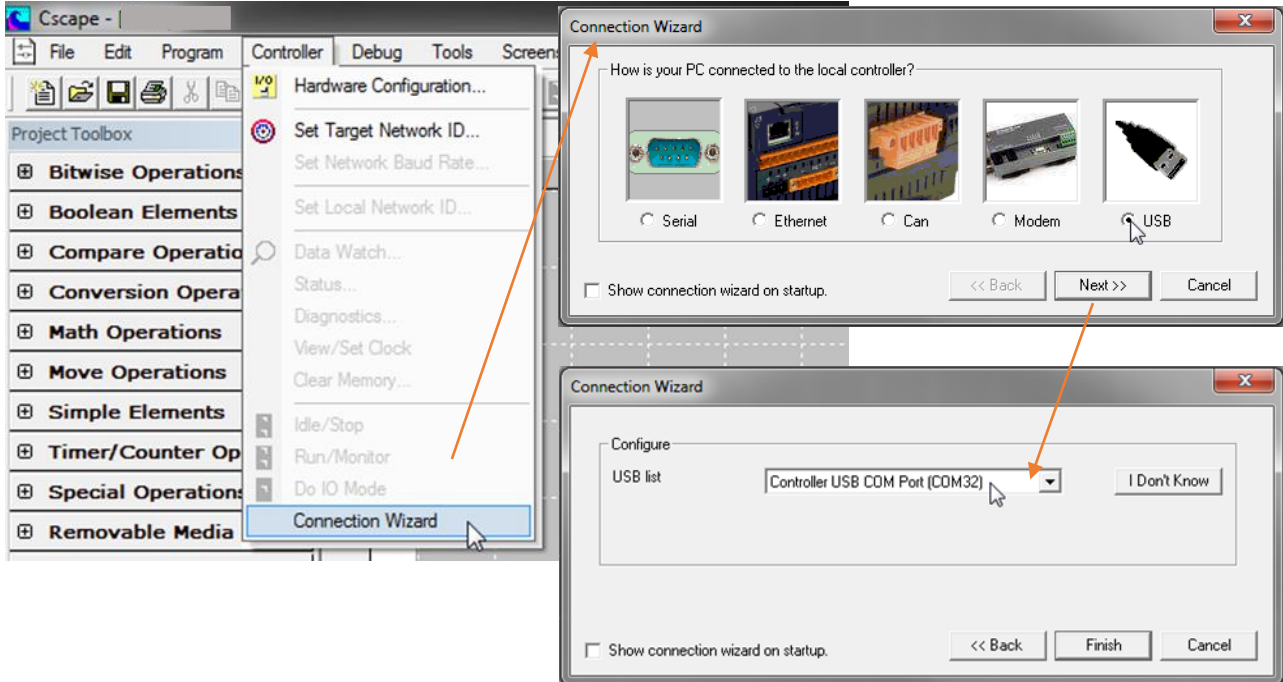 Cscape - [
File Edit Program Controller Debug Tools Screens
Hardware Configuration...
Set Target Network ID...
Set Network Baud Rate...
Set Local Network ID...
Data Watch...
Status...
Diagnostics...
View/Set Clock
Clear Memory...
Idle/Stop
Run/Monitor
Do IO Mode
Connection Wizard
Project Toolbox
Bitwise Operations
Boolean Elements
Compare Operatio
Conversion Opera
Math Operations
Move Operations
Simple Elements
Timer/Counter Op
Special Operations
Removable Media
Connection Wizard
How is your PC connected to the local controller?
Serial Ethernet Can Modem USB
Show connection wizard on startup. << Back Next >> Cancel
Connection Wizard
Configure
USB list Controller USB COM Port (COM32) I Don't Know
Show connection wizard on startup. << Back Finish Cancel